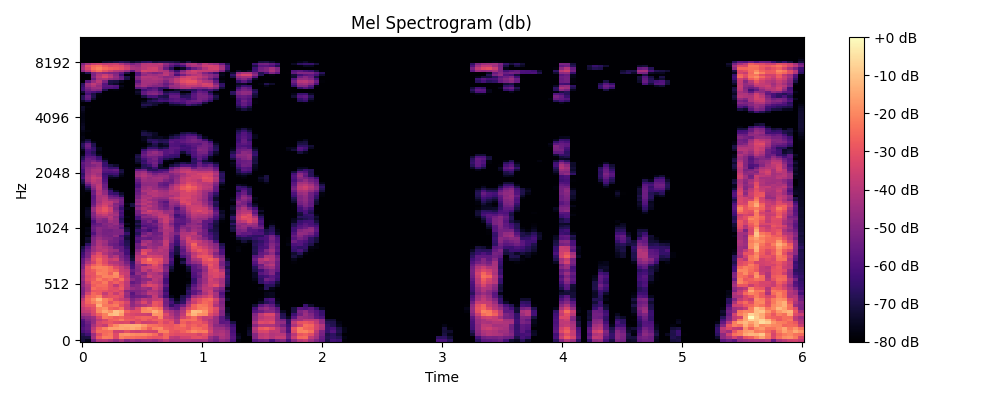 Mel Spectrogram (db)
8192
4096
2048
1024
512
0
Hz
0 1 2 3 4 5 6
Time
+0 dB
-10 dB
-20 dB
-30 dB
-40 dB
-50 dB
-60 dB
-70 dB
-80 dB